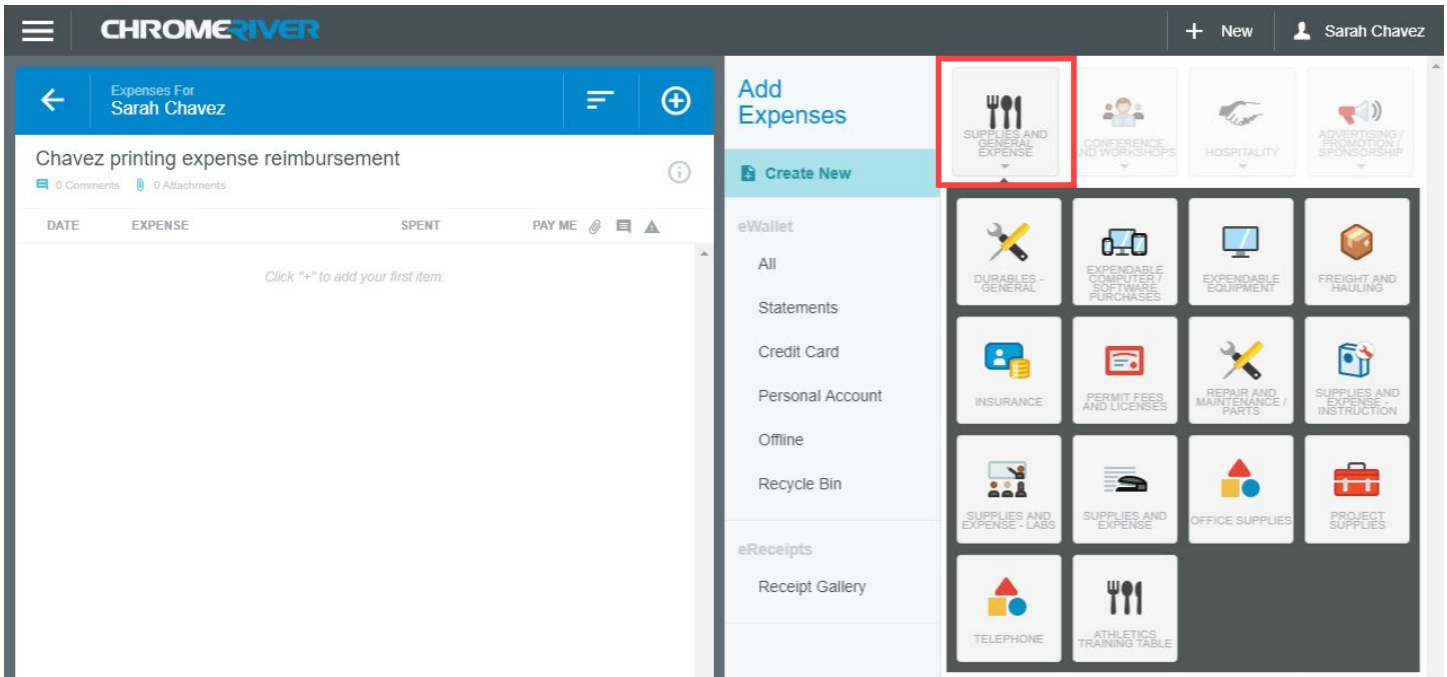 CHROMERIVER
+ New
Sarah Chavez
Expenses For
Sarah Chavez
Chavez printing expense reimbursement
0 Comments 0 Attachments
DATE EXPENSE SPENT PAY ME
Click "+" to add your first item.
Add
Expenses
Create New
eWallet
All
Statements
Credit Card
Personal Account
Offline
Recycle Bin
eReceipts
Receipt Gallery
SUPPLIES AND
GENERAL
EXPENSE
CONFERENCE
AND WORKSHOPS
HOSPITALITY
ADVERTISING /
PROMOTION /
SPONSORSHIP
DURABLES -
GENERAL
EXPENDABLE
COMPUTER /
SOFTWARE
PURCHASES
EXPENDABLE
EQUIPMENT
FREIGHT AND
HAULING
INSURANCE
PERMIT FEES
AND LICENSES
REPAIR AND
MAINTENANCE /
PARTS
SUPPLIES AND
EXPENSE -
INSTRUCTION
SUPPLIES AND
EXPENSE - LABS
SUPPLIES AND
EXPENSE
OFFICE SUPPLIES
PROJECT
SUPPLIES
TELEPHONE
ATHLETICS
TRAINING TABLE